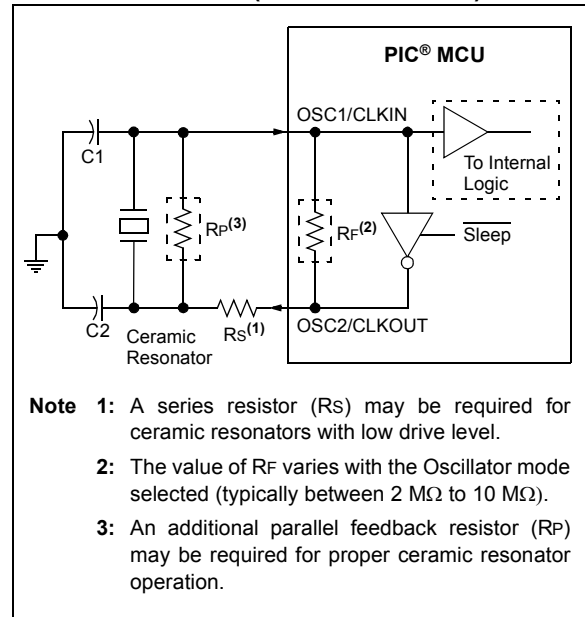 PIC® MCU
OSC1/CLKIN
C1
To Internal
Logic
RP(3)
RF(2)
Sleep
C2
Ceramic
Resonator
RS(1)
OSC2/CLKOUT
Note 1: A series resistor (RS) may be required for
ceramic resonators with low drive level.
2: The value of RF varies with the Oscillator mode
selected (typically between 2 MΩ to 10 MΩ).
3: An additional parallel feedback resistor (RP)
may be required for proper ceramic resonator
operation.